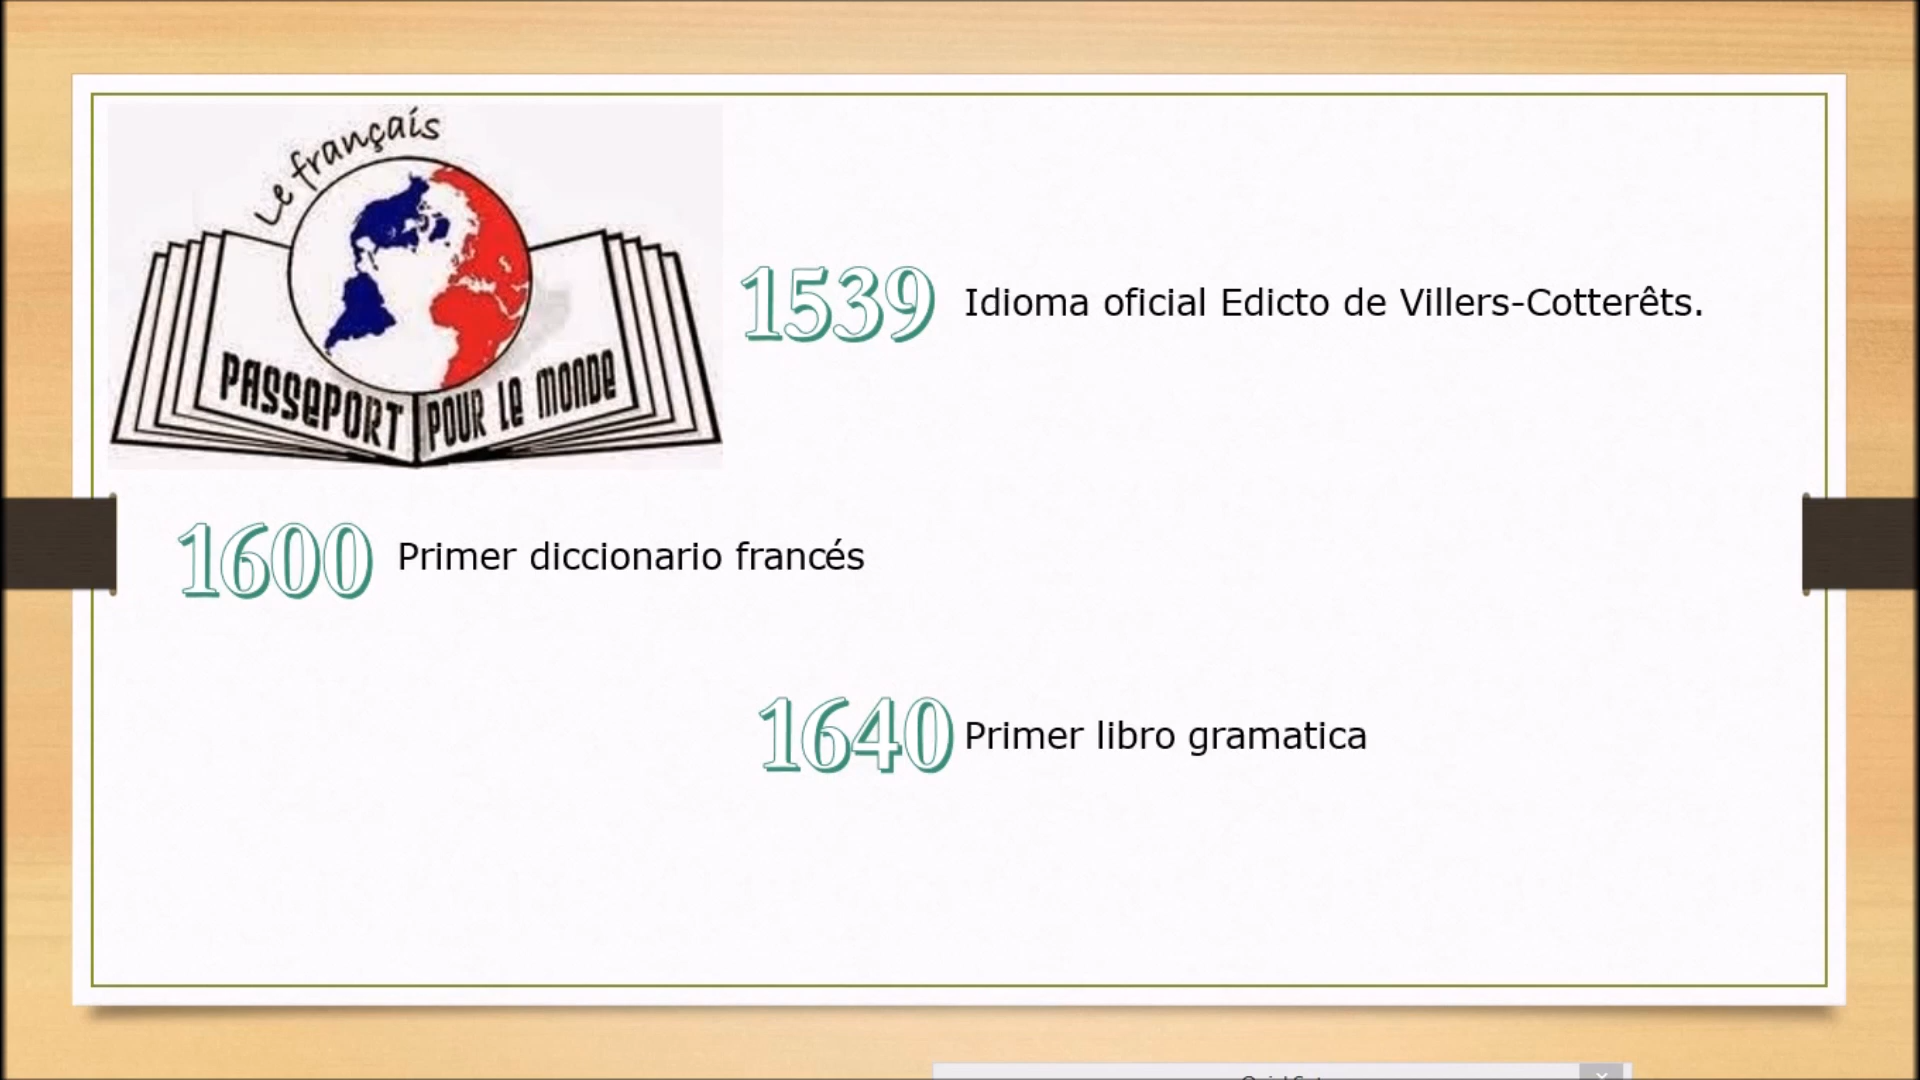 Le français
PASSEPORT POUR LE MONDE
1539 Idioma oficial Edicto de Villers-Cotterêts.
1600 Primer diccionario francés
1640 Primer libro gramatica